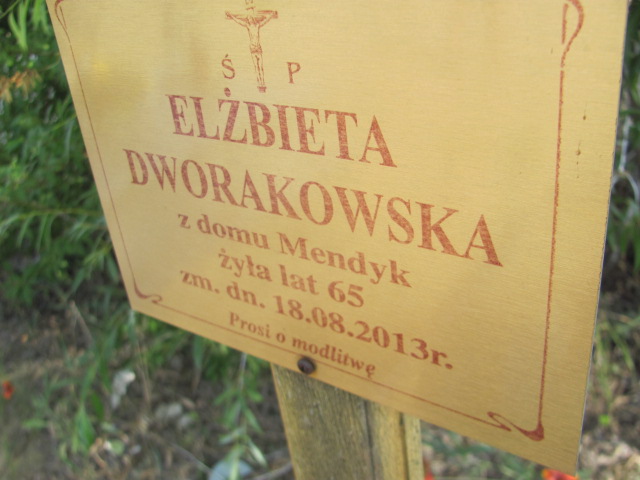 Ś P
ELŻBIETA
DWORAKOWSKA
z domu Mendyk
żyła lat 65
zm. dn. 18.08.2013r.
Prosi o modlitwę